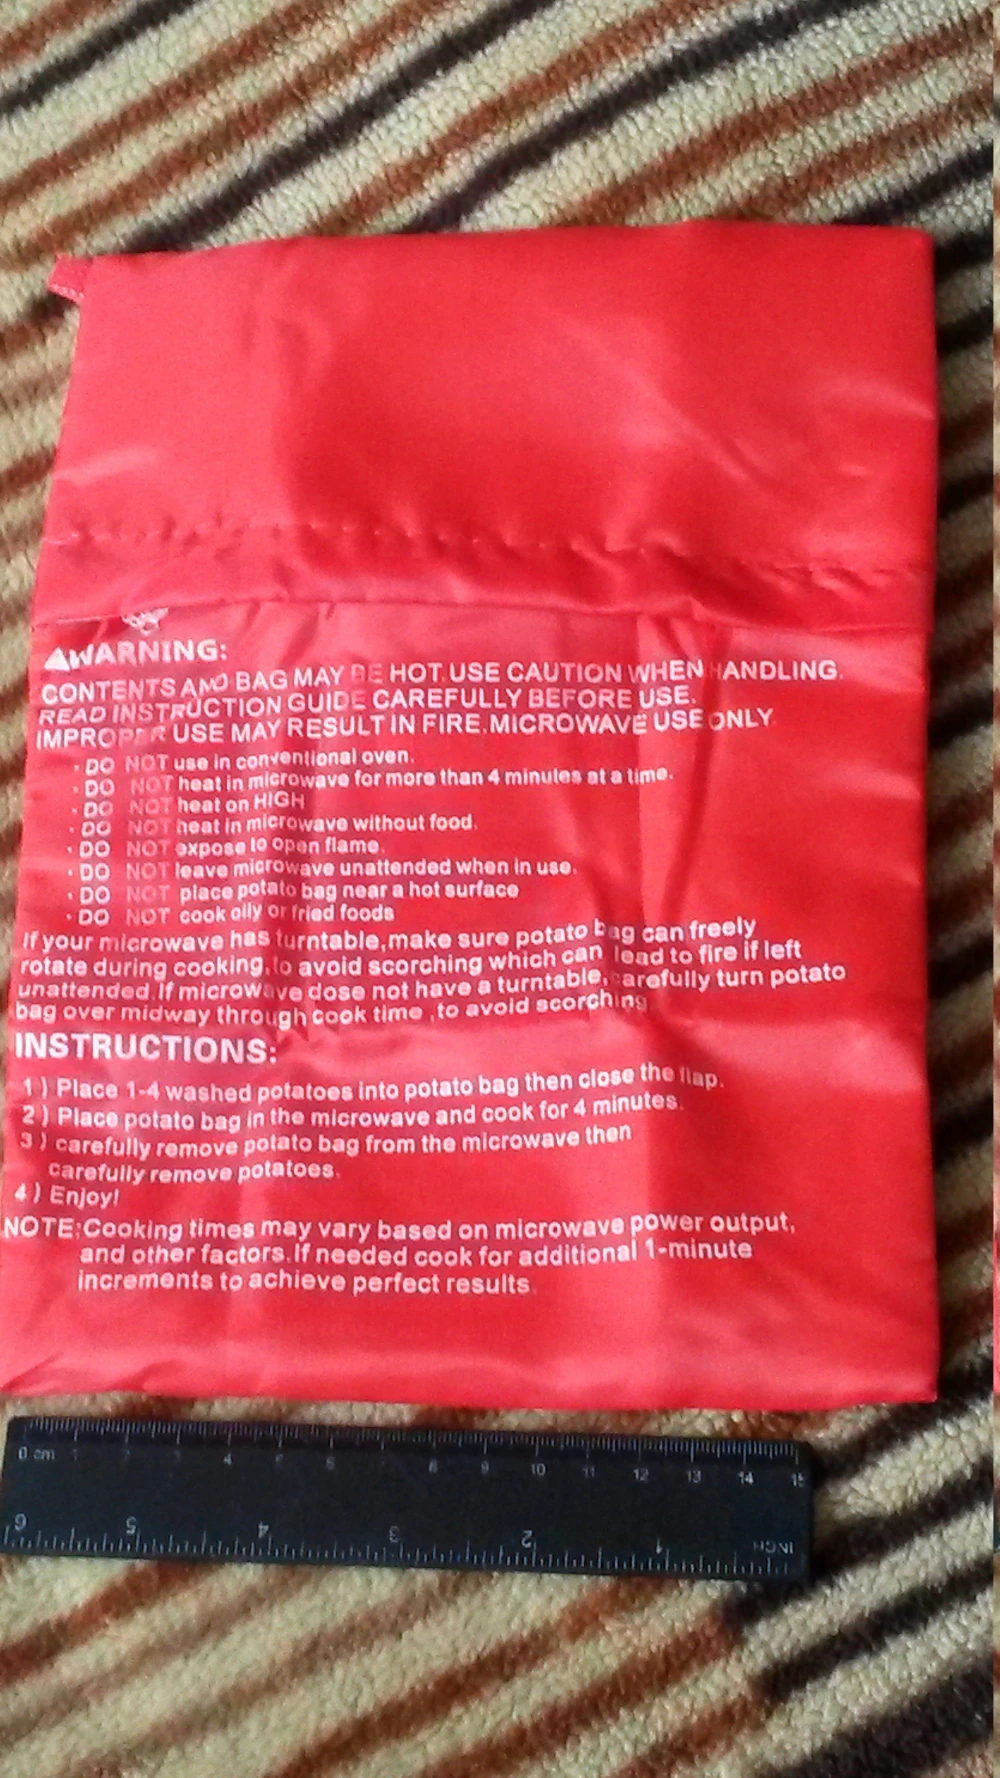 WARNING:
CONTENTS AND BAG MAY BE HOT. USE CAUTION WHEN HANDLING.
READ INSTRUCTION GUIDE CAREFULLY BEFORE USE.
IMPROPER USE MAY RESULT IN FIRE. MICROWAVE USE ONLY
· DO NOT use in conventional oven.
· DO NOT heat in microwave for more than 4 minutes at a time.
· DO NOT heat on HIGH
· DO NOT heat in microwave without food.
· DO NOT expose to open flame.
· DO NOT leave microwave unattended when in use.
· DO NOT place potato bag near a hot surface
· DO NOT cook oily or fried foods
If your microwave has turntable, make sure potato bag can freely
rotate during cooking, to avoid scorching which can lead to fire if left
unattended. If microwave dose not have a turntable, carefully turn potato
bag over midway through cook time ,to avoid scorching
INSTRUCTIONS:
1 ) Place 1-4 washed potatoes into potato bag then close the flap.
2 ) Place potato bag in the microwave and cook for 4 minutes.
3 ) carefully remove potato bag from the microwave then
carefully remove potatoes.
4 ) Enjoy!
NOTE: Cooking times may vary based on microwave power output,
and other factors. If needed cook for additional 1-minute
increments to achieve perfect results.
0 cm 1 2 3 4 5 6 7 8 9 10 11 12 13 14 15
6 5 4 3 2 1 INCH